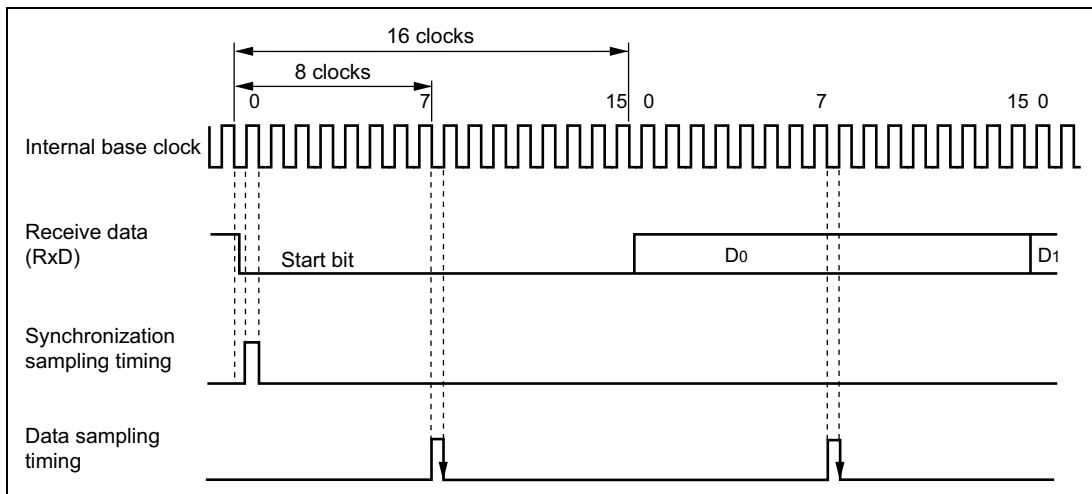 16 clocks
8 clocks
0 7 15 0 7 15 0
Internal base clock
Receive data
(RxD)
Start bit
D0
D1
Synchronization
sampling timing
Data sampling
timing